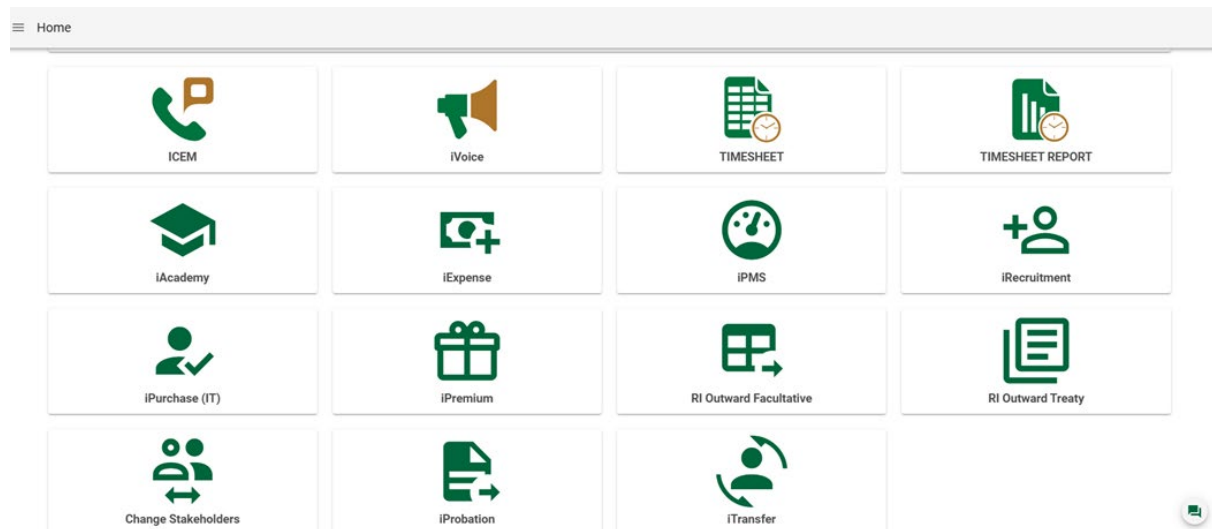 Home
ICEM
iVoice
TIMESHEET
TIMESHEET REPORT
iAcademy
iExpense
iPMS
iRecruitment
iPurchase (IT)
iPremium
RI Outward Facultative
RI Outward Treaty
Change Stakeholders
iProbation
iTransfer